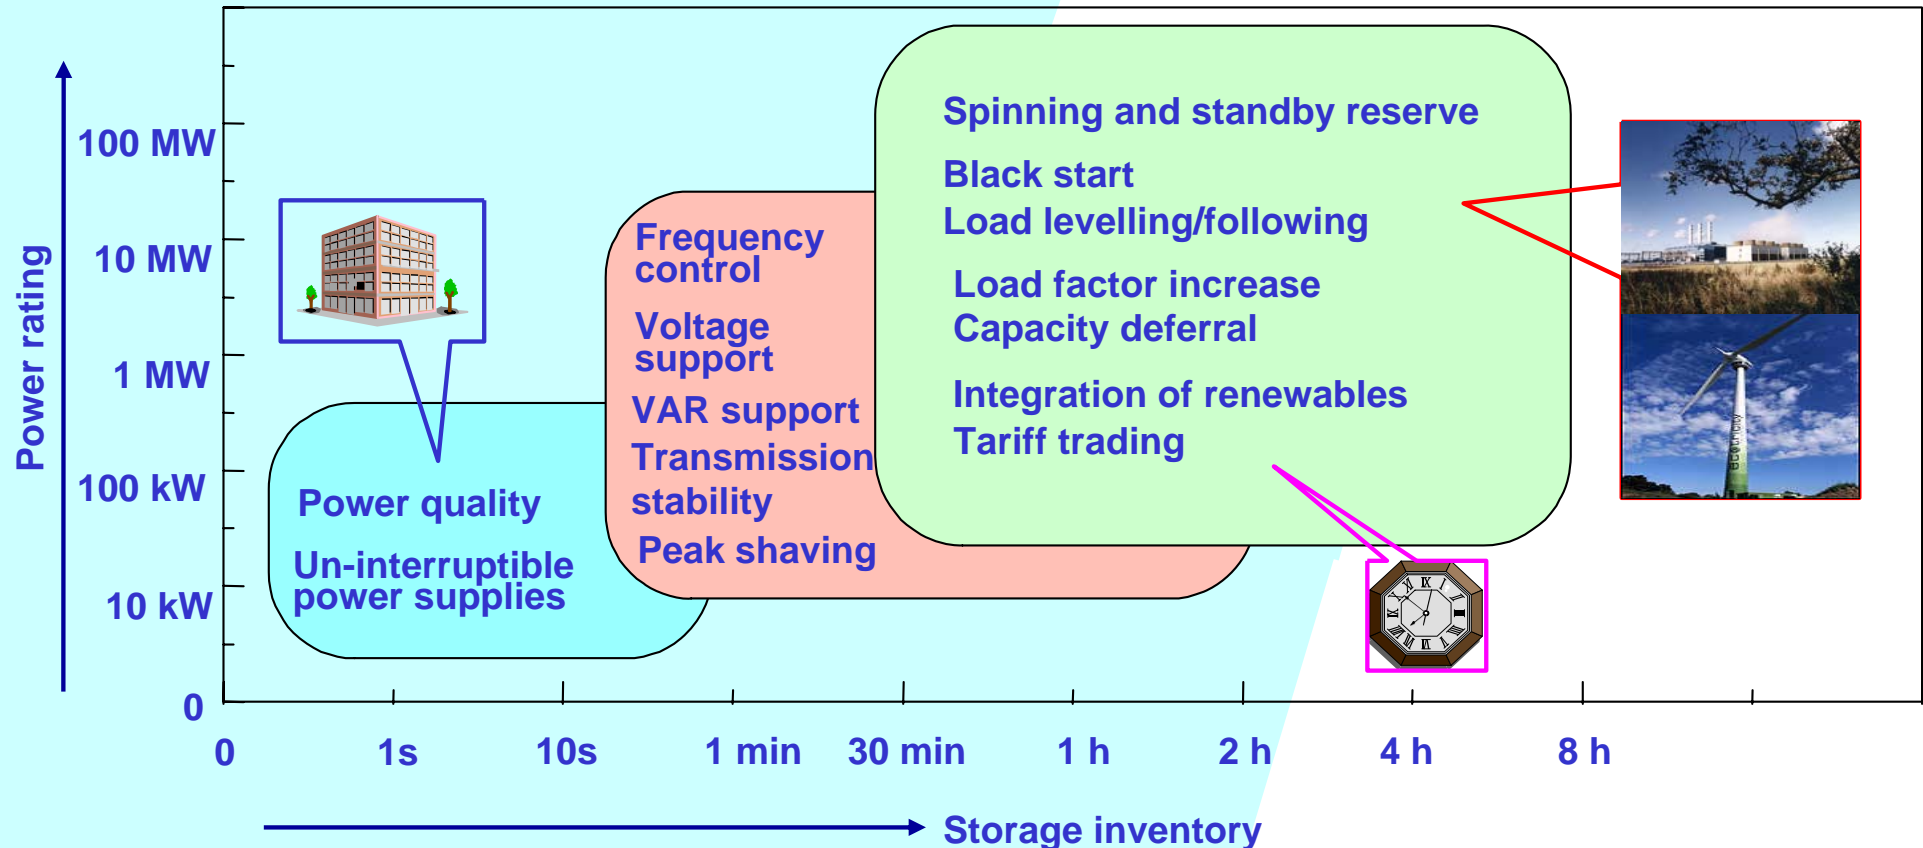 Power rating
100 MW
10 MW
1 MW
100 kW
10 kW
0
Power quality
Un-interruptible
power supplies
Frequency
control
Voltage
support
VAR support
Transmission
stability
Peak shaving
Spinning and standby reserve
Black start
Load levelling/following
Load factor increase
Capacity deferral
Integration of renewables
Tariff trading
ecotricity
0
1s
10s
1 min
30 min
1 h
2 h
4 h
8 h
Storage inventory